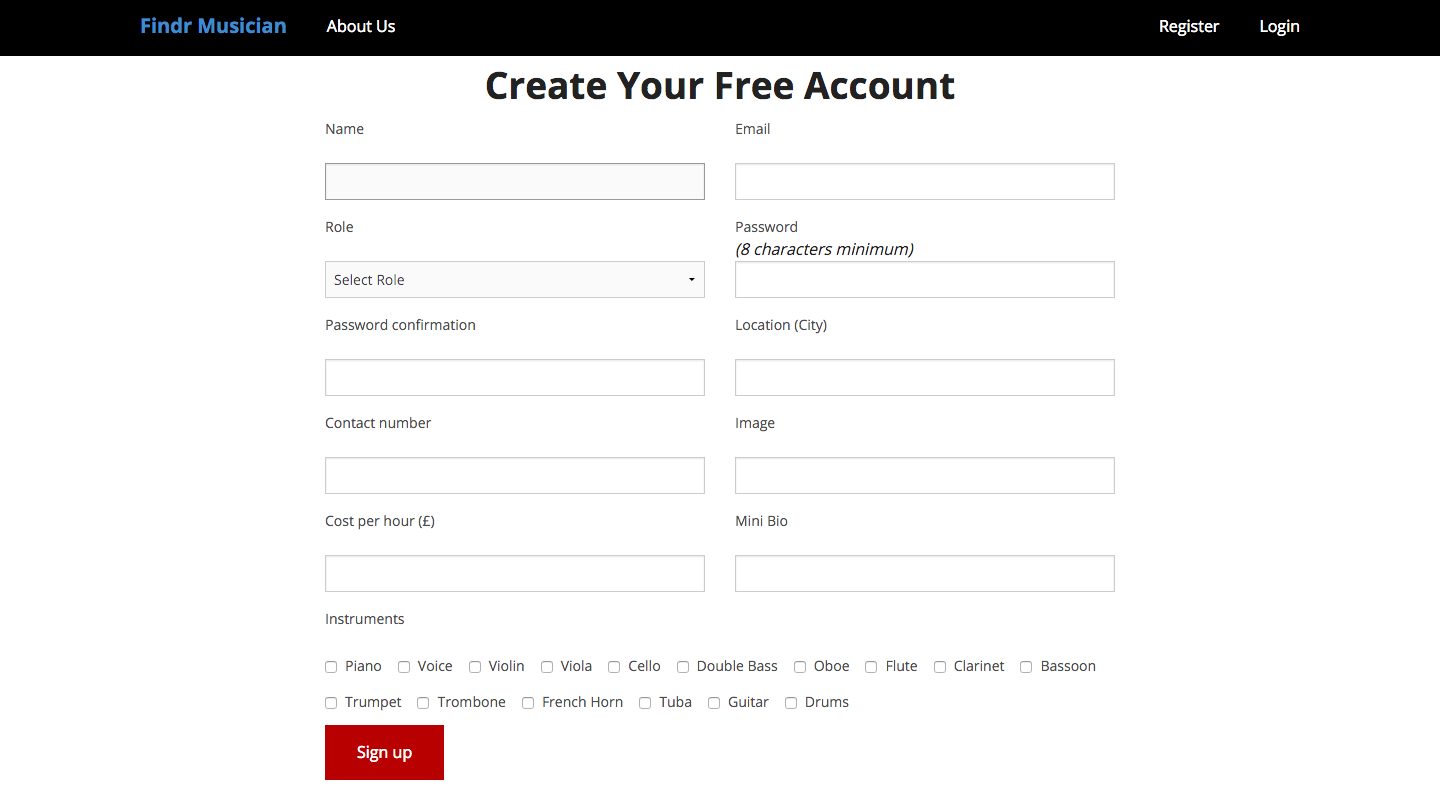 Findr Musician About Us Register Login
Create Your Free Account
Name Email
Role Password
(8 characters minimum)
Select Role
Password confirmation Location (City)
Contact number Image
Cost per hour (£) Mini Bio
Instruments
Piano Voice Violin Viola Cello Double Bass Oboe Flute Clarinet Bassoon
Trumpet Trombone French Horn Tuba Guitar Drums
Sign up